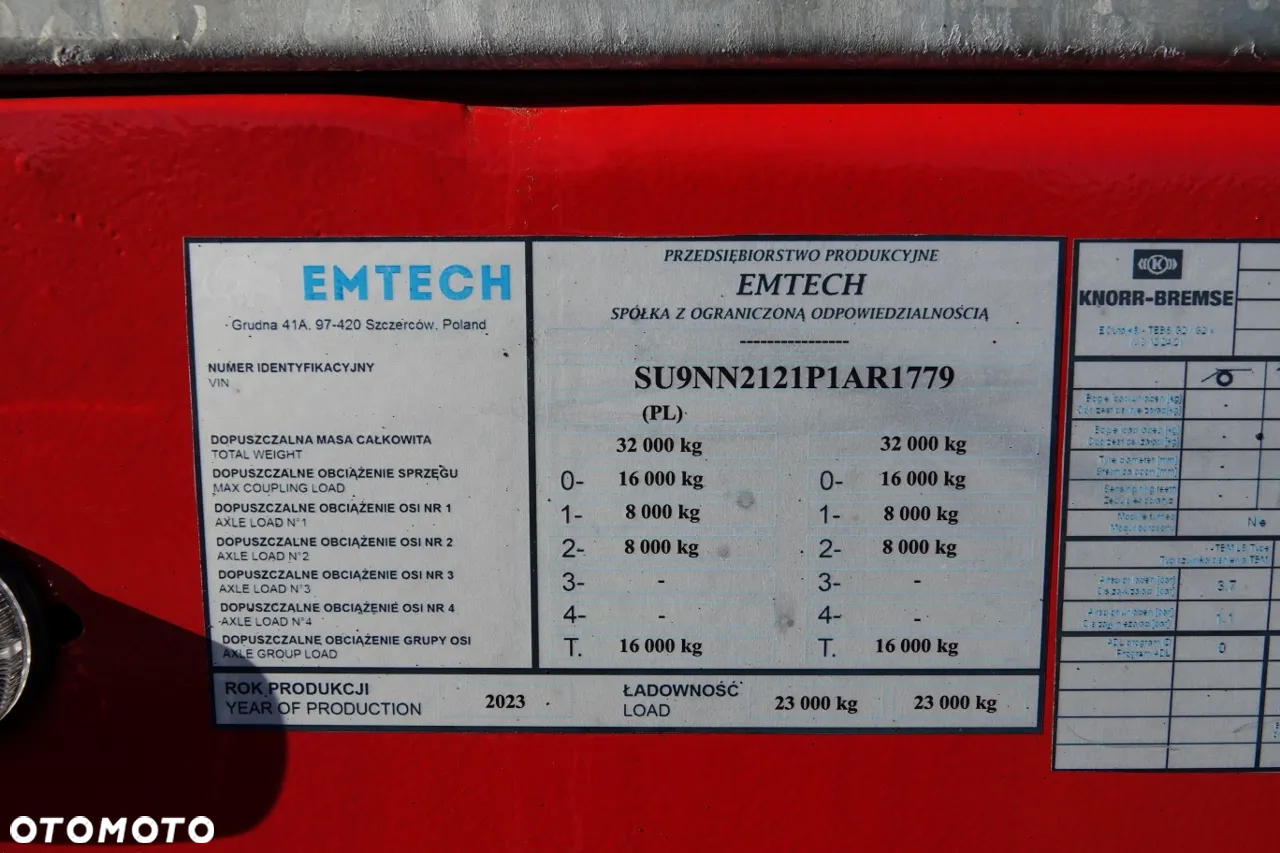 EMTECH
Grudna 41A, 97-420 Szczerców, Poland
PRZEDSIĘBIORSTWO PRODUKCYJNE
EMTECH
SPÓŁKA Z OGRANICZONĄ ODPOWIEDZIALNOŚCIĄ
----------------
NUMER IDENTYFIKACYJNY
VIN
SU9NN2121P1AR1779
(PL)
DOPUSZCZALNA MASA CAŁKOWITA
TOTAL WEIGHT
32 000 kg 32 000 kg
DOPUSZCZALNE OBCIĄŻENIE SPRZĘGU
MAX COUPLING LOAD
0- 16 000 kg 0- 16 000 kg
DOPUSZCZALNE OBCIĄŻENIE OSI NR 1
AXLE LOAD N°1
1- 8 000 kg 1- 8 000 kg
DOPUSZCZALNE OBCIĄŻENIE OSI NR 2
AXLE LOAD N°2
2- 8 000 kg 2- 8 000 kg
DOPUSZCZALNE OBCIĄŻENIE OSI NR 3
AXLE LOAD N°3
3- - 3- -
DOPUSZCZALNE OBCIĄŻENIE OSI NR 4
AXLE LOAD N°4
4- - 4- -
DOPUSZCZALNE OBCIĄŻENIE GRUPY OSI
AXLE GROUP LOAD
T. 16 000 kg T. 16 000 kg
ROK PRODUKCJI
YEAR OF PRODUCTION
2023
ŁADOWNOŚĆ
LOAD
23 000 kg 23 000 kg
K
KNORR-BREMSE
3.7
1.1
0
OTOMOTO